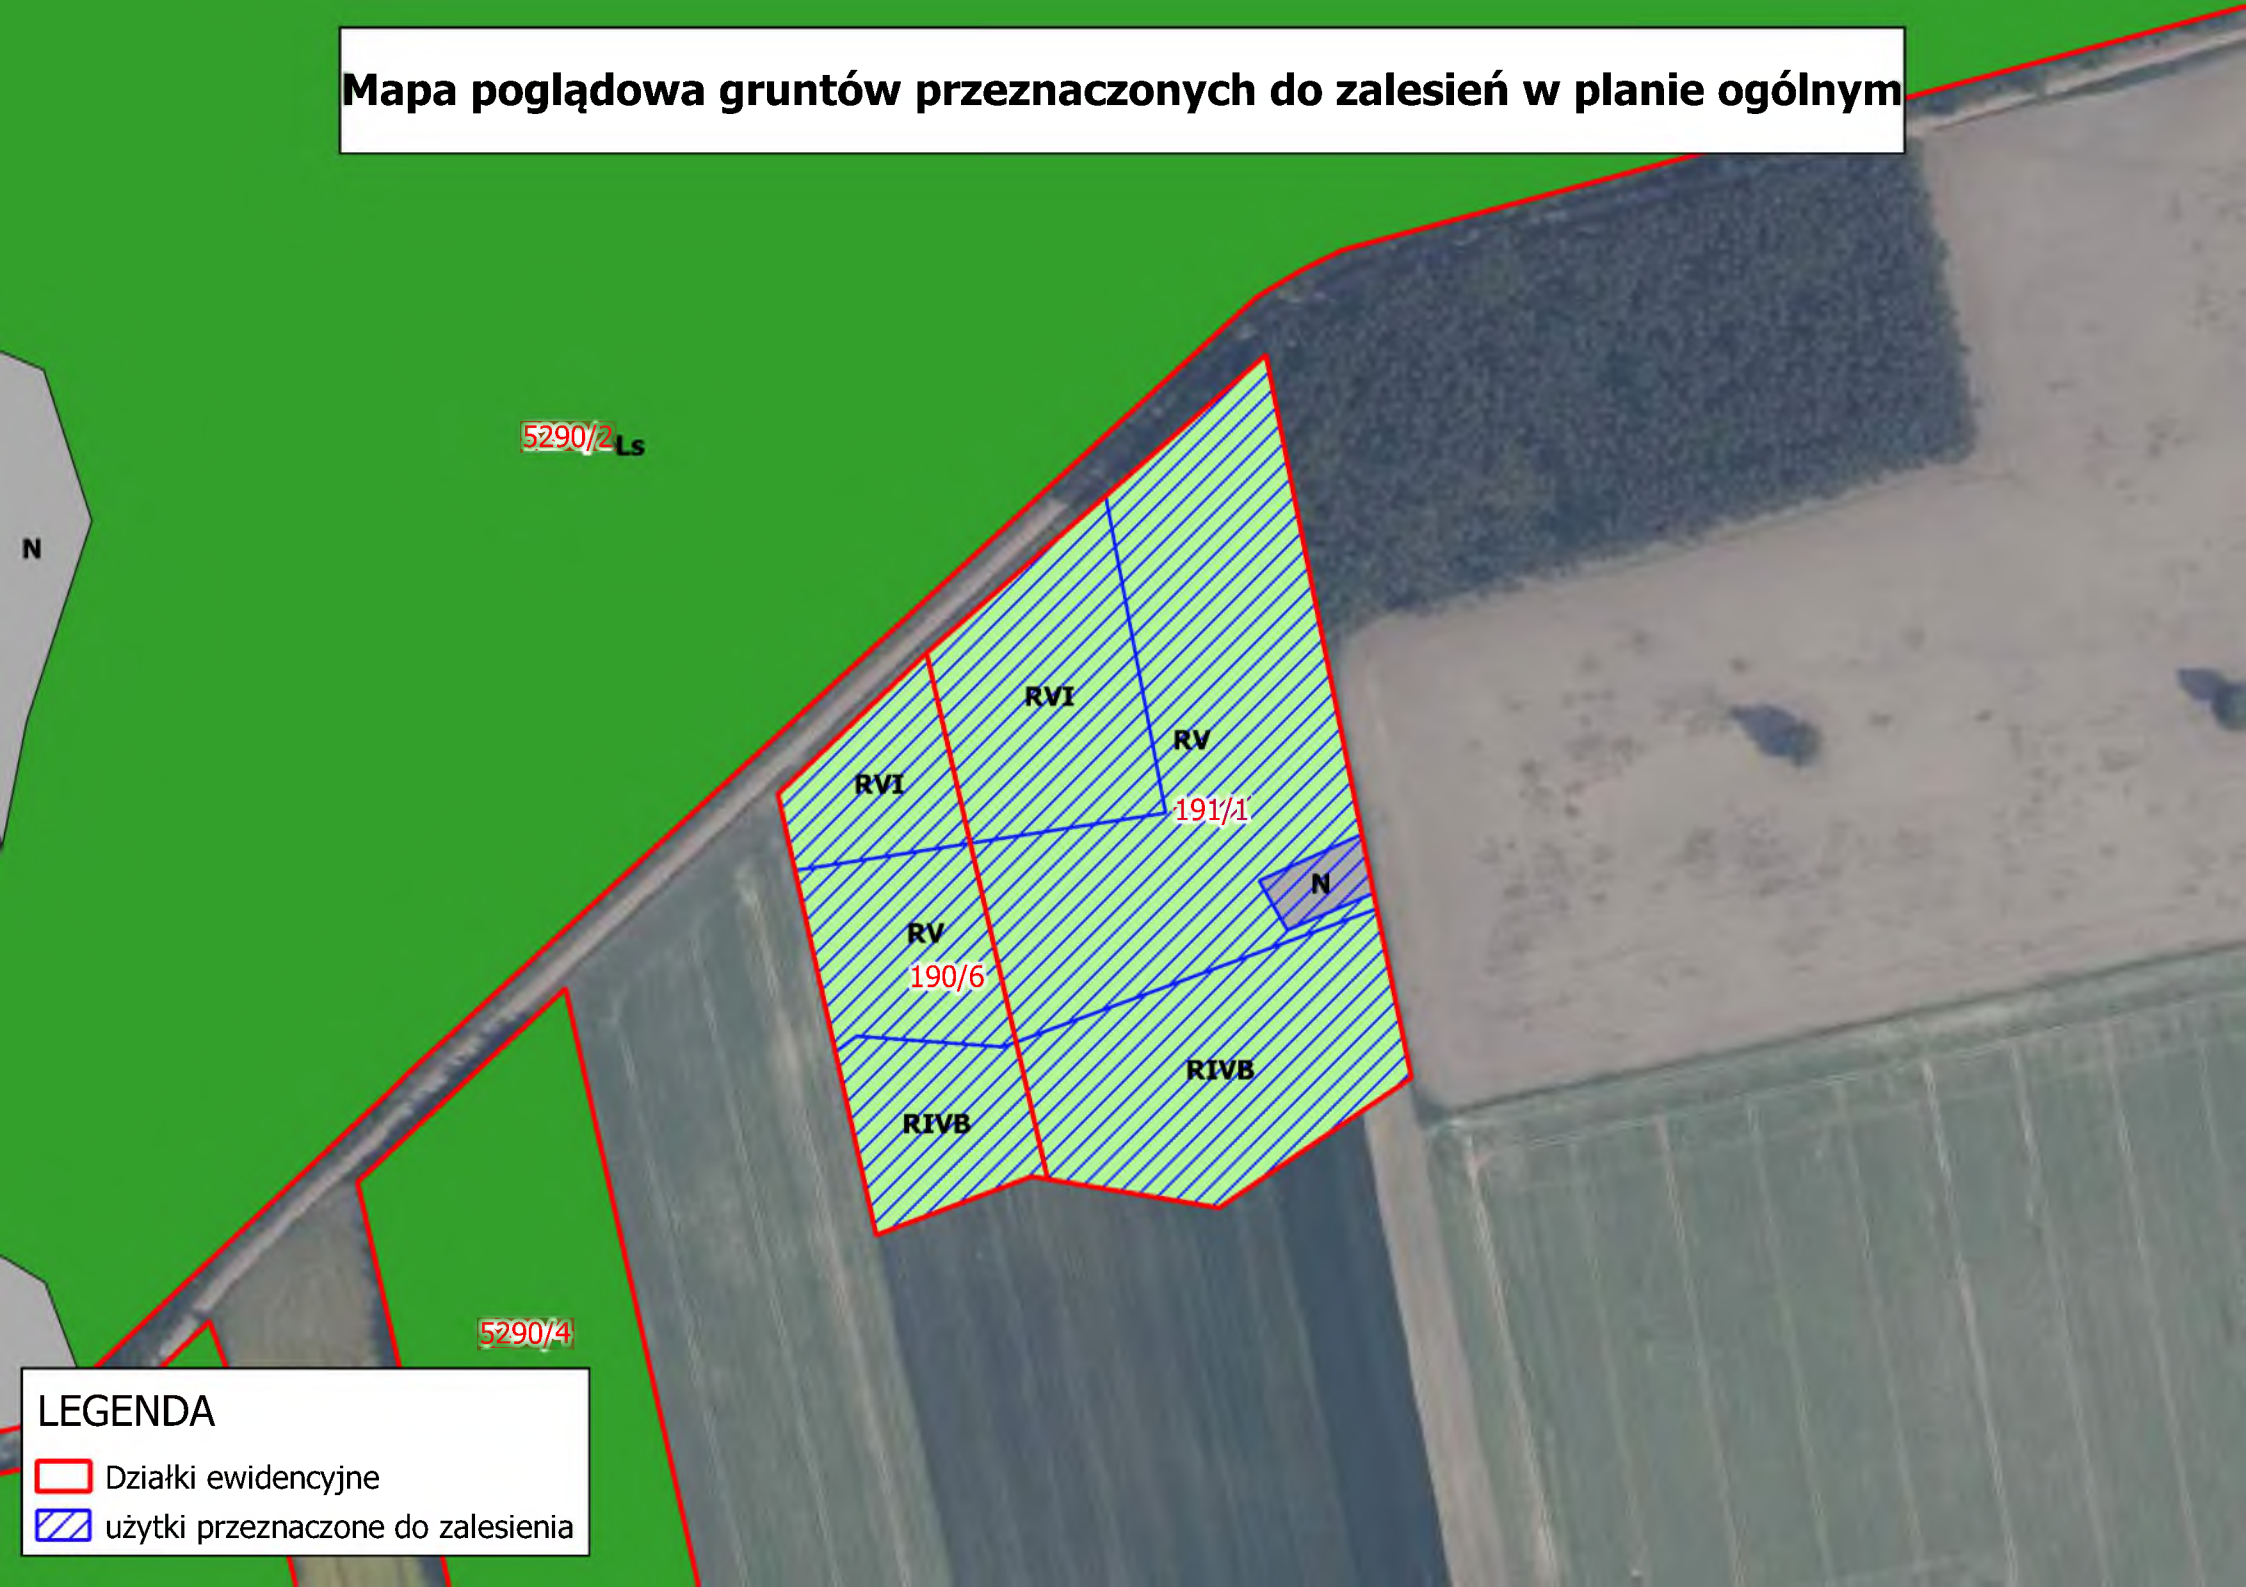 Mapa poglądowa gruntów przeznaczonych do zalesień w planie ogólnym
5290/2 Ls
N
RVI
RV
RVI
191/1
N
RV
190/6
RIVB
RIVB
5290/4
LEGENDA
Działki ewidencyjne
użytki przeznaczone do zalesienia